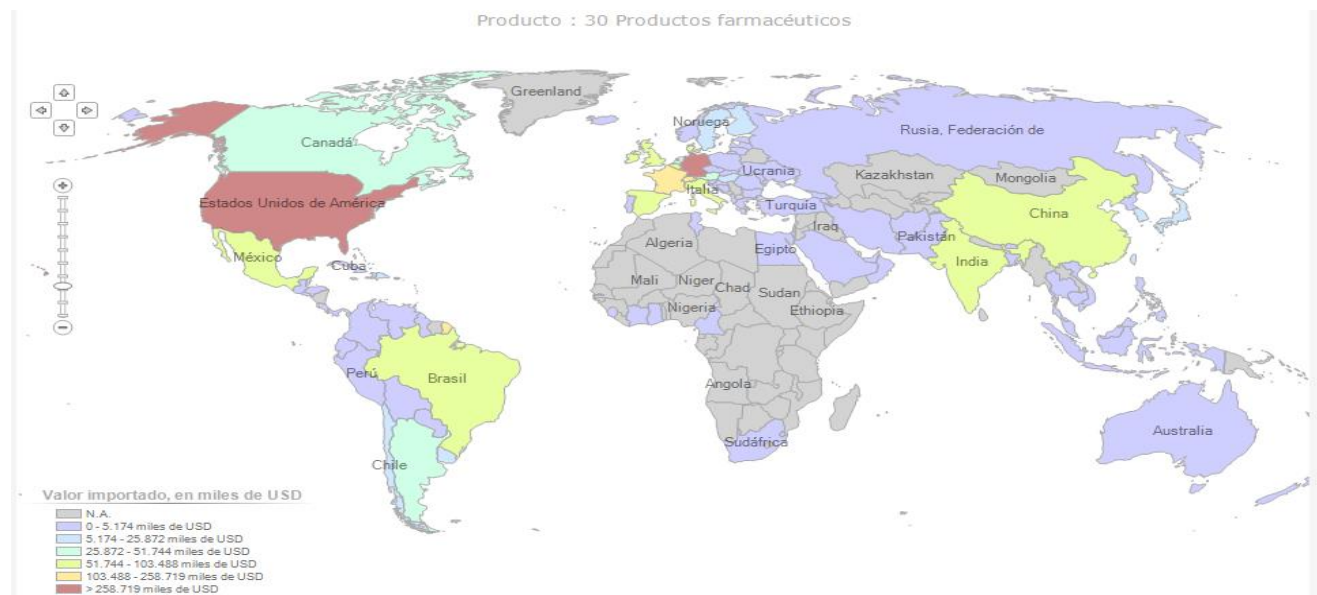 Producto : 30 Productos farmacéuticos
Greenland
Noruega
Rusia, Federación de
Canadá
Ucrania
Kazakhstan
Mongolia
Italia
Estados Unidos de América
Turquía
China
Iraq
Pakistán
Algeria
Egipto
México
India
Cuba
Mali
Niger
Chad
Sudan
Nigeria
Ethiopia
Perú
Brasil
Angola
Australia
Sudáfrica
Chile
Valor importado, en miles de USD
N.A.
0 - 5.174 miles de USD
5.174 - 25.872 miles de USD
25.872 - 51.744 miles de USD
51.744 - 103.488 miles de USD
103.488 - 258.719 miles de USD
> 258.719 miles de USD